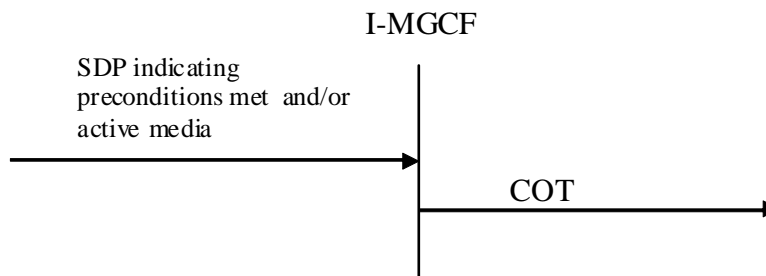 I-MGCF
SDP indicating
preconditions met and/or
active media
COT